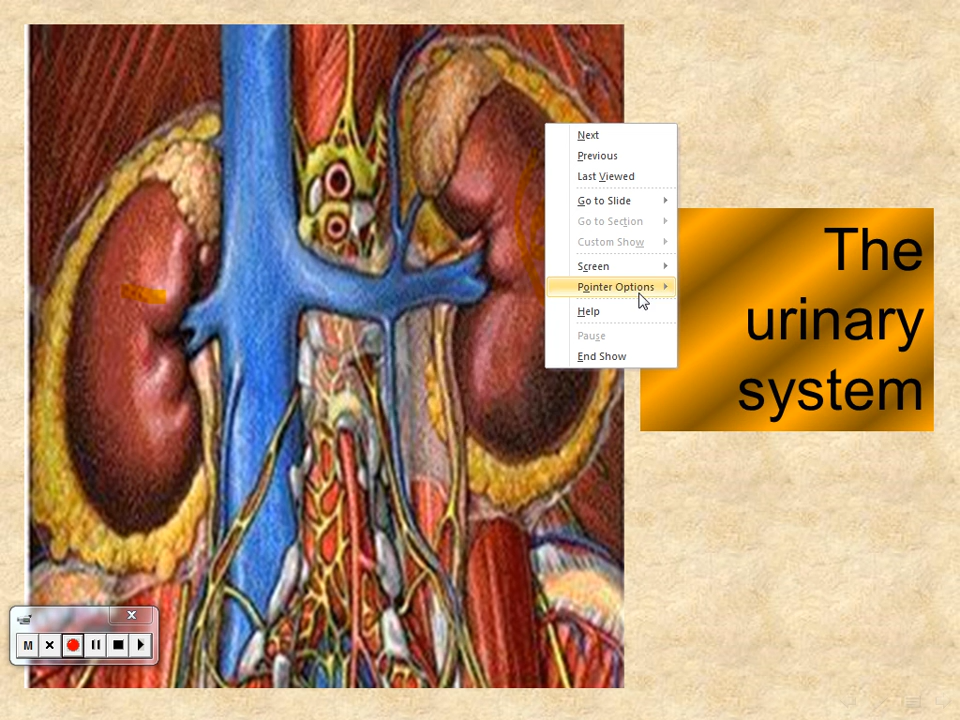 Next
Previous
Last Viewed
Go to Slide
Go to Section
Custom Show
Screen
Pointer Options
Help
Pause
End Show
The
urinary
system
M